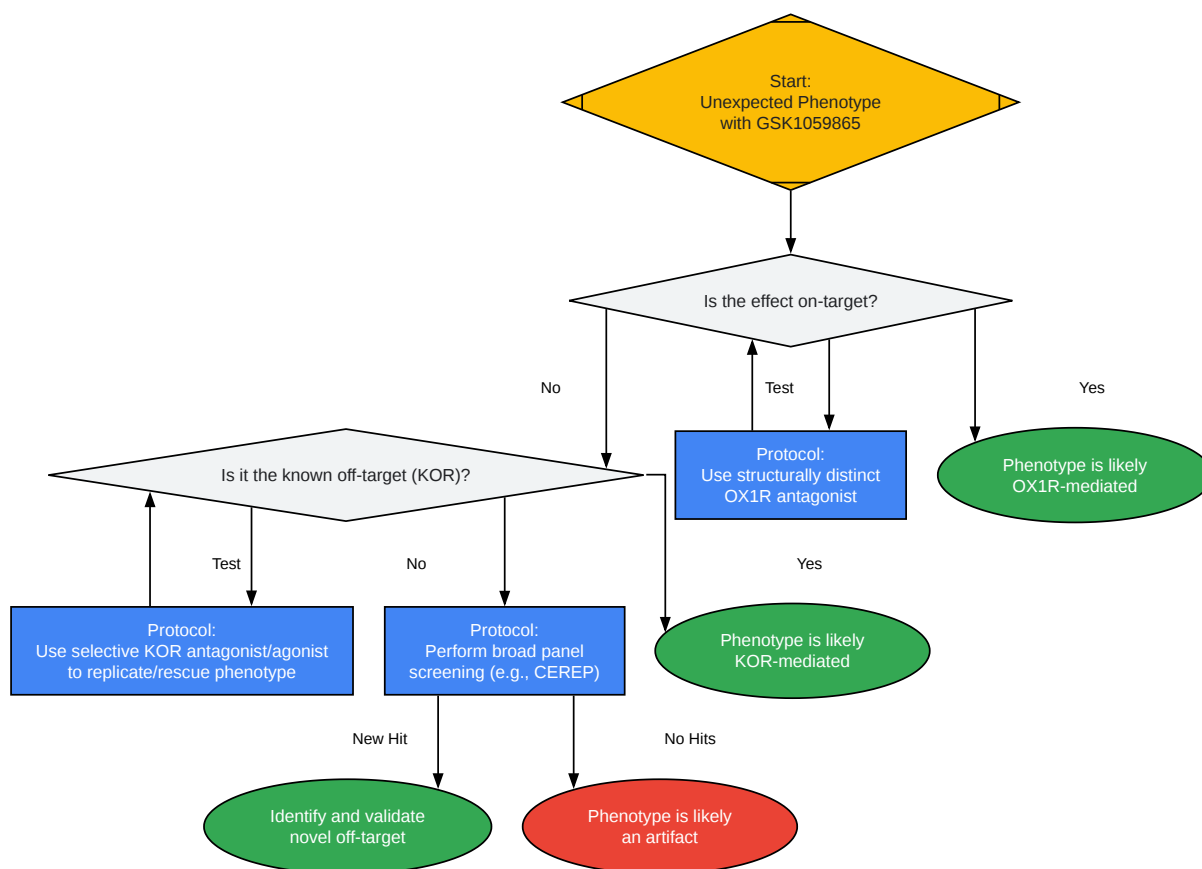 Start:
Unexpected Phenotype
with GSK1059865
Is the effect on-target?
No
Test
Yes
Is it the known off-target (KOR)?
Protocol:
Use structurally distinct
OX1R antagonist
Phenotype is likely
OX1R-mediated
Test
No
Yes
Protocol:
Use selective KOR antagonist/agonist
to replicate/rescue phenotype
Protocol:
Perform broad panel
screening (e.g., CEREP)
Phenotype is likely
KOR-mediated
New Hit
No Hits
Identify and validate
novel off-target
Phenotype is likely
an artifact